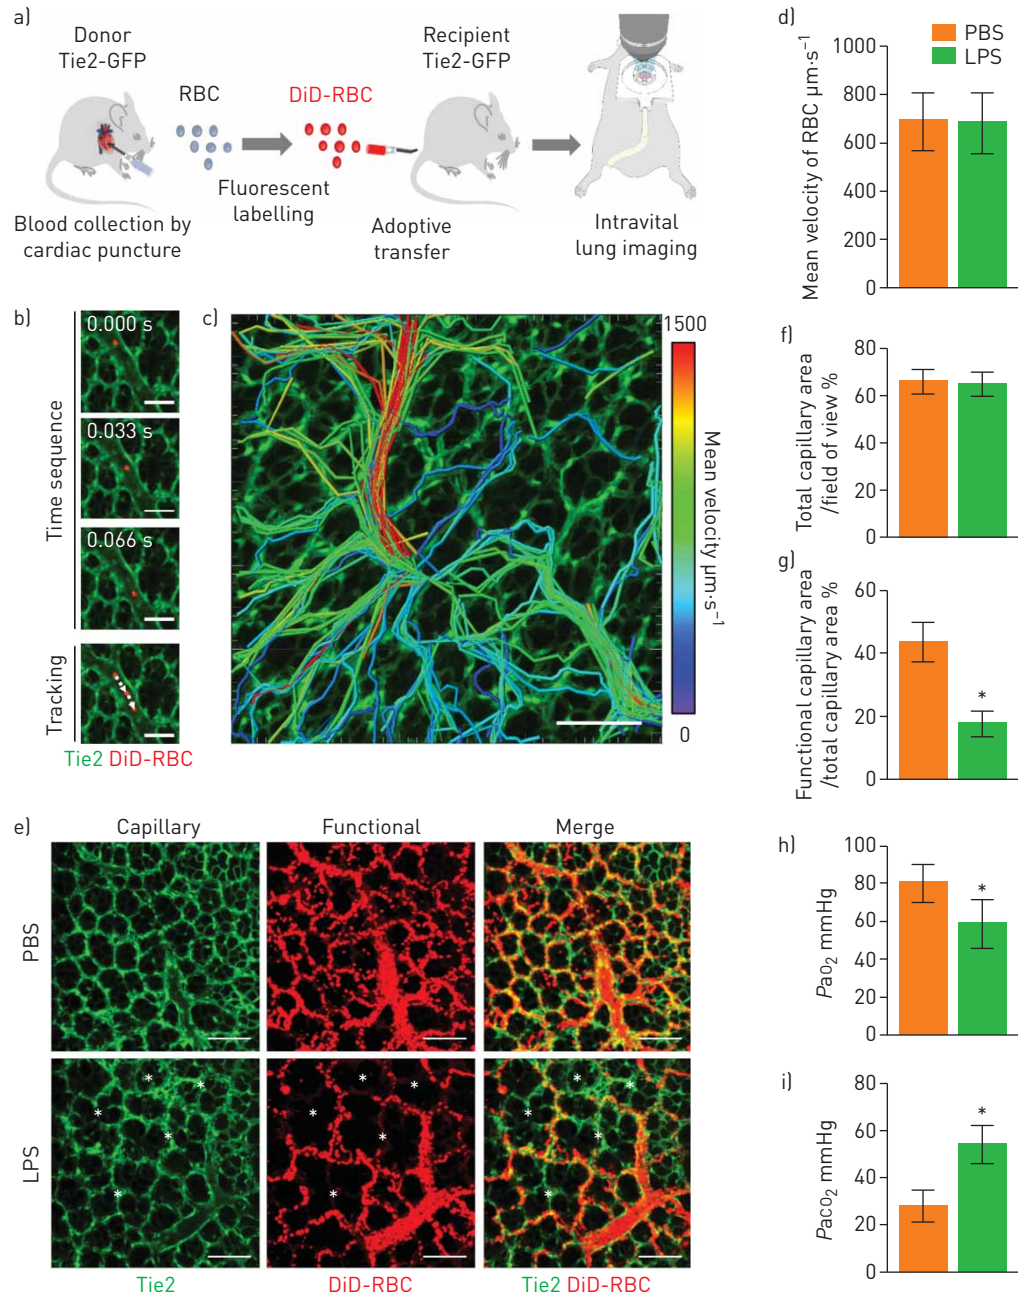 a)
Donor
Tie2-GFP
RBC
DiD-RBC
Recipient
Tie2-GFP
Fluorescent
labelling
Blood collection by
cardiac puncture
Adoptive
transfer
Intravital
lung imaging
b)
Time sequence
0.000 s
0.033 s
0.066 s
Tracking
Tie2 DiD-RBC
c)
1500
Mean velocity µm·s⁻¹
0
d)
PBS
LPS
Mean velocity of RBC µm·s⁻¹
1000
800
600
400
200
0
e)
Capillary
Functional
Merge
PBS
LPS
* * * * *
* * * * *
* * * * *
Tie2
DiD-RBC
Tie2 DiD-RBC
f)
Total capillary area
/field of view %
80
60
40
20
0
g)
Functional capillary area
/total capillary area %
60
40
20
0
*
h)
PaO₂ mmHg
100
80
60
40
20
0
*
i)
PaCO₂ mmHg
80
60
40
20
0
*